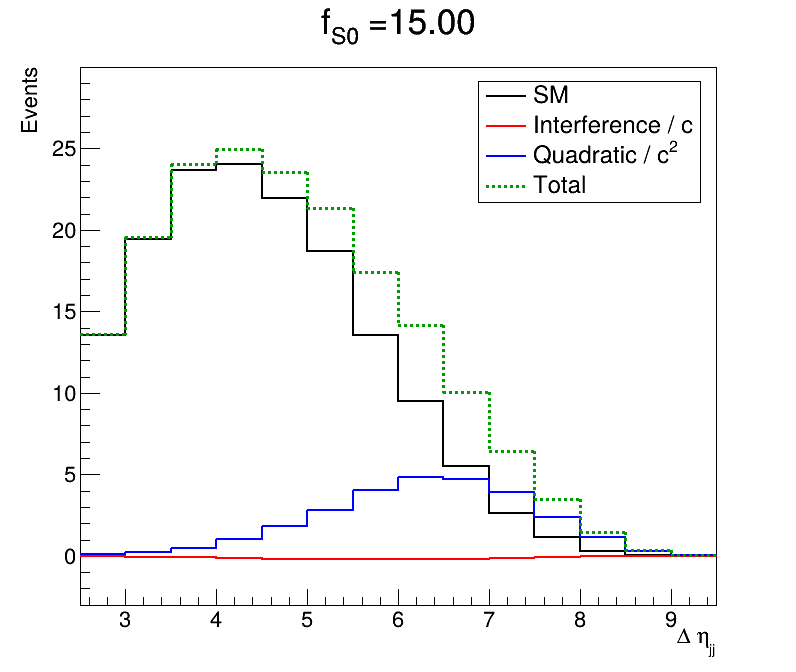 f_S0 =15.00
Events
SM
Interference / c
Quadratic / c²
Total
25
20
15
10
5
0
3 4 5 6 7 8 9
Δ η_jj